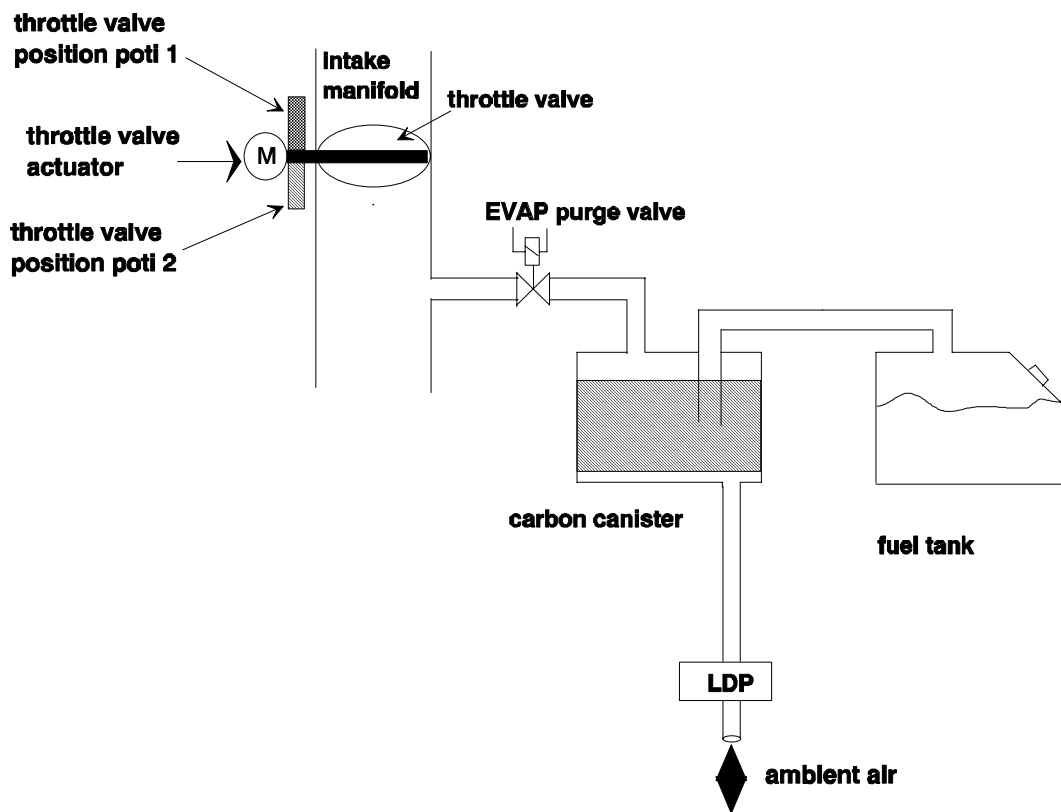 throttle valve
position poti 1
Intake
manifold
throttle valve
throttle valve
actuator
M
throttle valve
position poti 2
EVAP purge valve
carbon canister
fuel tank
LDP
ambient air